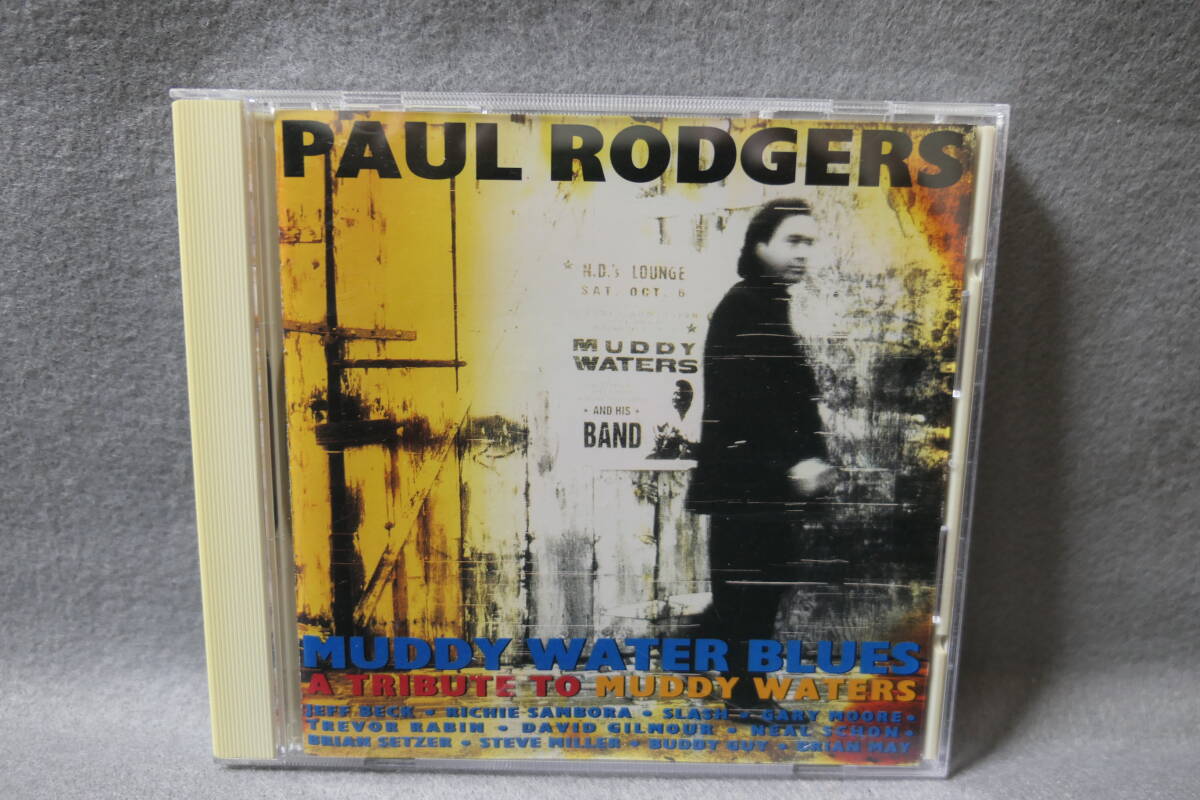 PAUL RODGERS
* N.D.'s LOUNGE
SAT. OCT. 6
*
MUDDY
WATERS
• AND HIS •
BAND
MUDDY WATER BLUES
A TRIBUTE TO MUDDY WATERS
JEFF BECK • RICHIE SAMBORA • SLASH • GARY MOORE •
TREVOR RABIN • DAVID GILMOUR • NEAL SCHON •
BRIAN SETZER • STEVE MILLER • BUDDY GUY • BRIAN MAY